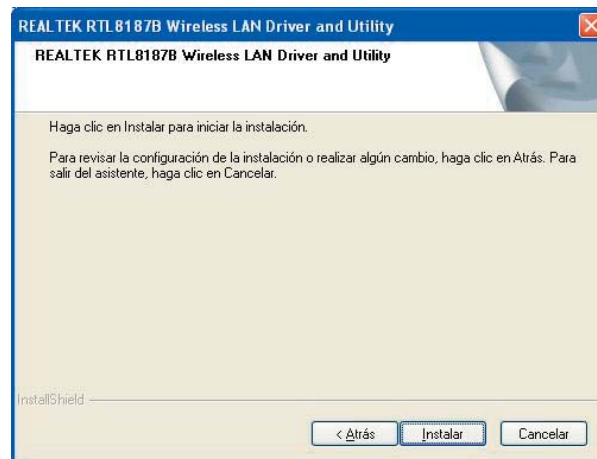 REALTEK RTL8187B Wireless LAN Driver and Utility
REALTEK RTL8187B Wireless LAN Driver and Utility
Haga clic en Instalar para iniciar la instalación.
Para revisar la configuración de la instalación o realizar algún cambio, haga clic en Atrás. Para
salir del asistente, haga clic en Cancelar.
InstallShield
< Atrás Instalar Cancelar